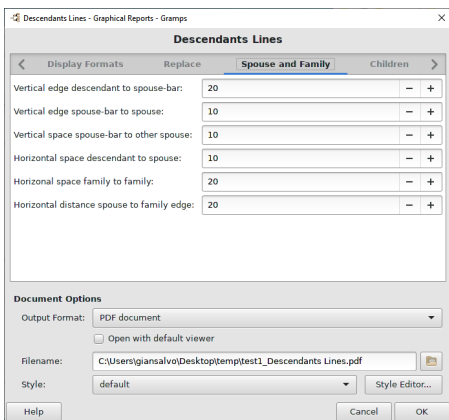 Descendants Lines - Graphical Reports - Gramps
Descendants Lines
Display Formats Replace Spouse and Family Children
Vertical edge descendant to spouse-bar: 20
Vertical edge spouse-bar to spouse: 10
Vertical space spouse-bar to other spouse: 10
Horizontal space descendant to spouse: 10
Horizonal space family to family: 20
Horizontal distance spouse to family edge: 20
Document Options
Output Format: PDF document
Open with default viewer
Filename: C:\Users\giansalvo\Desktop\temp\test1_Descendants Lines.pdf
Style: default Style Editor...
Help Cancel OK